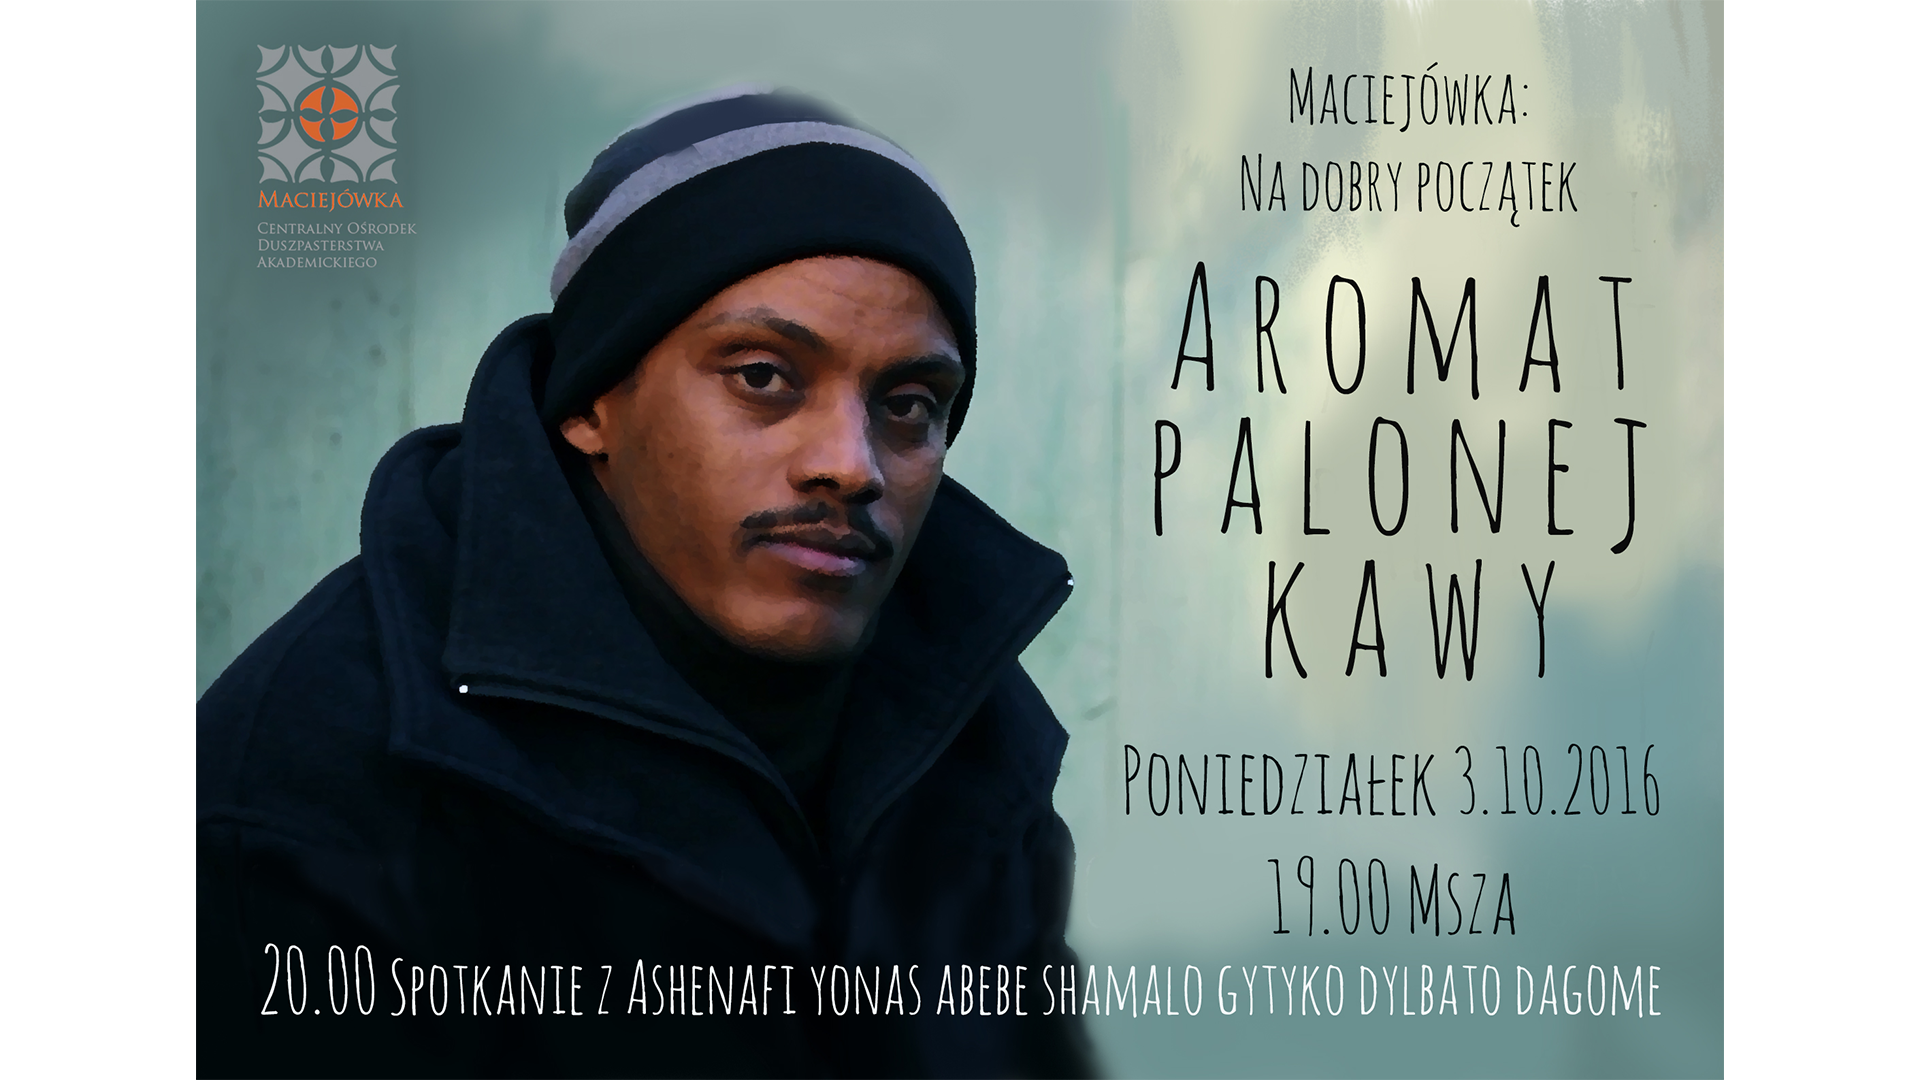 Maciejówka
Centralny Ośrodek
Duszpasterstwa
Akademickiego
Maciejówka:
Na dobry początek
Aromat
palonej
kawy
Poniedziałek 3.10.2016
19.00 Msza
20.00 Spotkanie z Ashenafi yonas abebe shamalo gytyko dylbato dagome